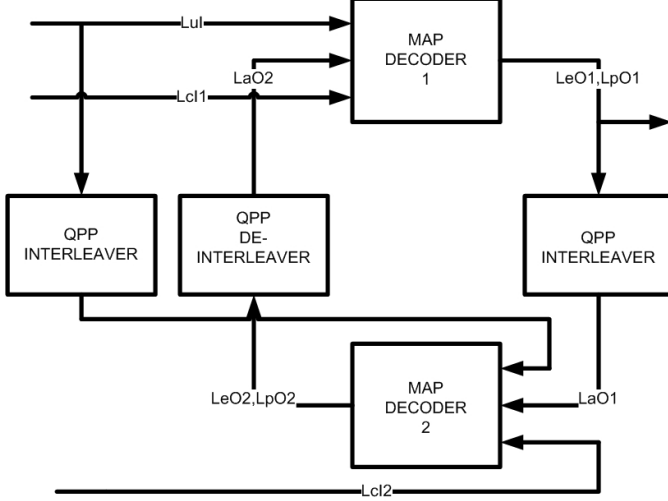 LuI
MAP
DECODER
1
LaO2
LeO1,LpO1
LcI1
QPP
INTERLEAVER
QPP
DE-
INTERLEAVER
QPP
INTERLEAVER
MAP
DECODER
2
LeO2,LpO2
LaO1
LcI2